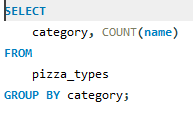 SELECT
category, COUNT(name)
FROM
pizza_types
GROUP BY category;